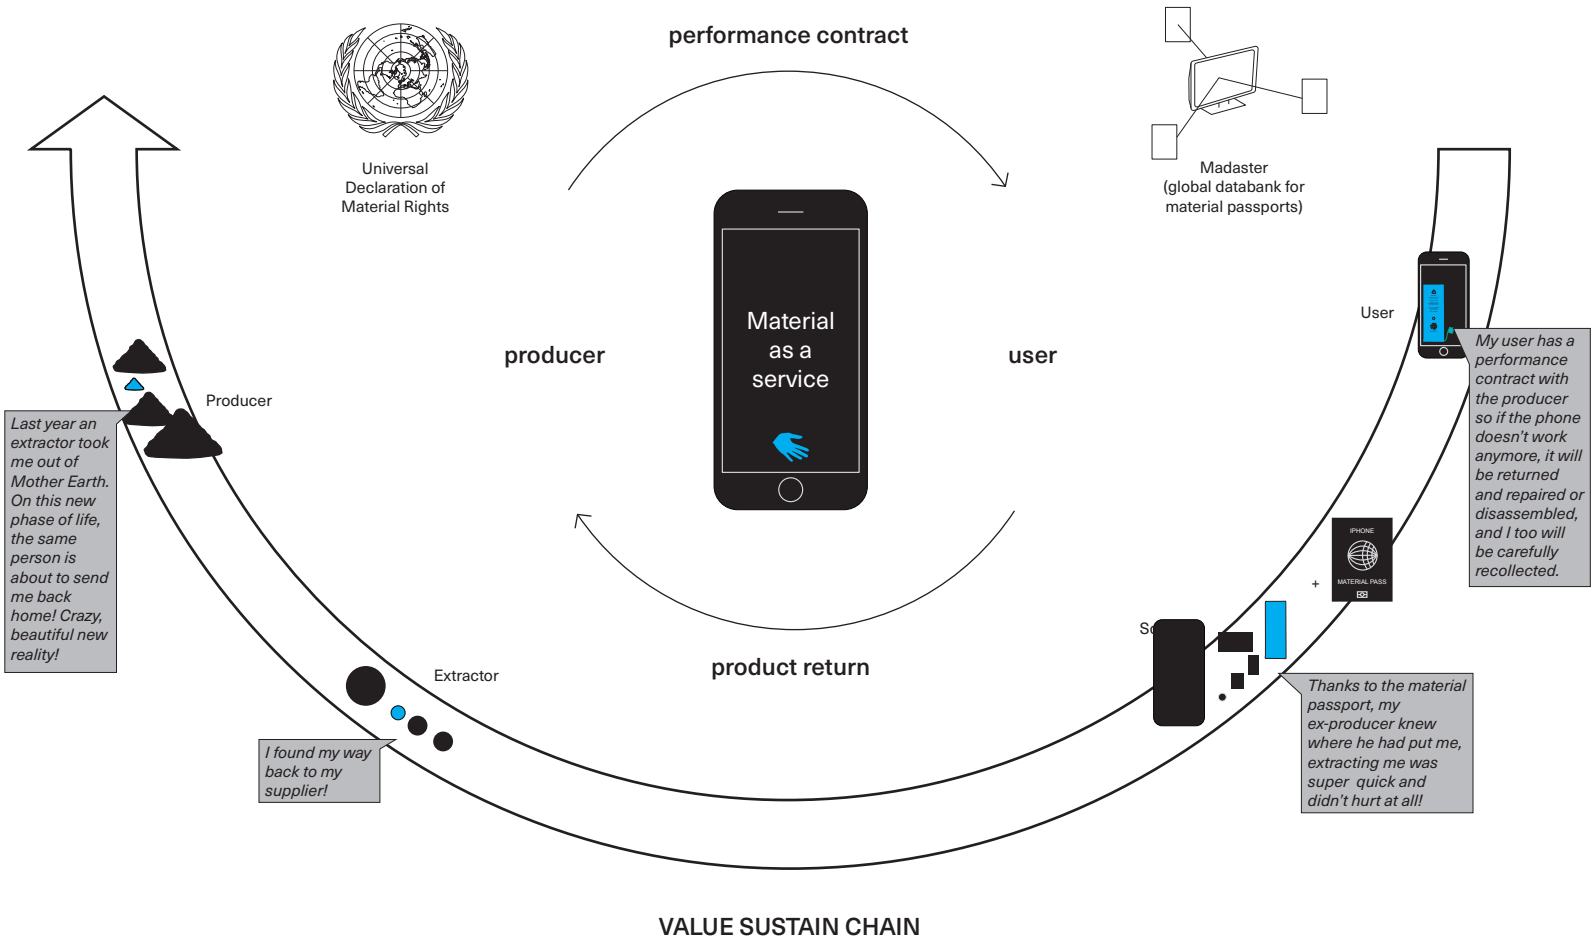 performance contract
Universal
Declaration of
Material Rights
Madaster
(global databank for
material passports)
producer
Material
as a
service
user
product return
User
My user has a
performance
contract with
the producer
so if the phone
doesn't work
anymore, it will
be returned
and repaired or
disassembled,
and I too will
be carefully
recollected.
IPHONE
MATERIAL PASS
+
Thanks to the material
passport, my
ex-producer knew
where he had put me,
extracting me was
super quick and
didn't hurt at all!
Extractor
I found my way
back to my
supplier!
Producer
Last year an
extractor took
me out of
Mother Earth.
On this new
phase of life,
the same
person is
about to send
me back
home! Crazy,
beautiful new
reality!
VALUE SUSTAIN CHAIN